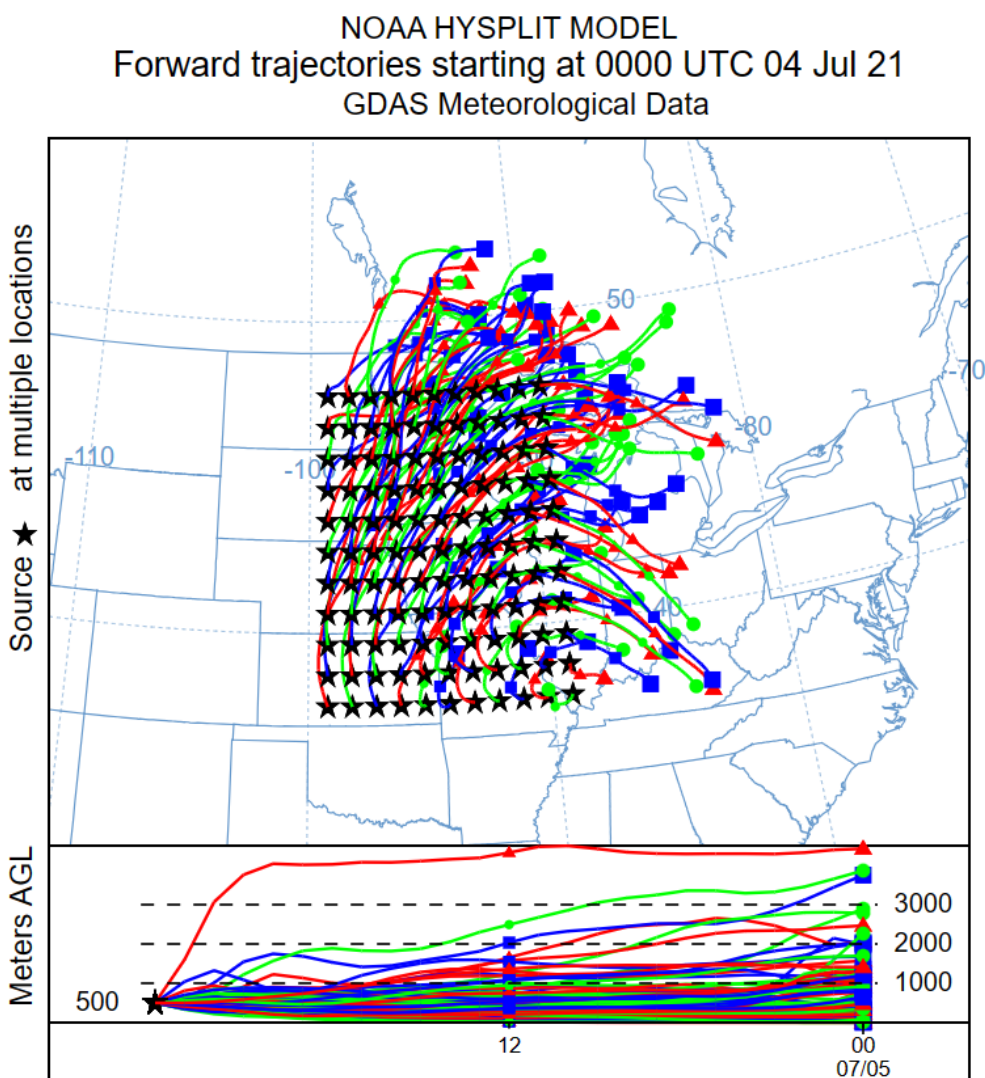 NOAA HYSPLIT MODEL
Forward trajectories starting at 0000 UTC 04 Jul 21
GDAS Meteorological Data
Source ★ at multiple locations
50
-70
-80
-110
-10
40
Meters AGL
3000
2000
1000
500
12
00
07/05